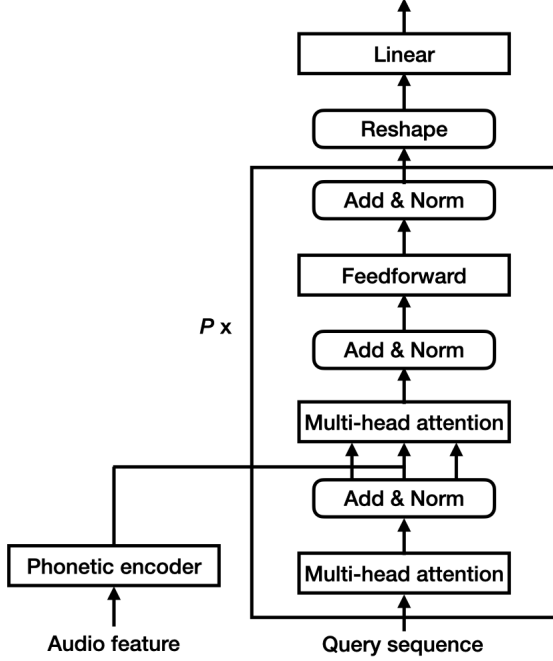 Linear
Reshape
Add & Norm
Feedforward
P x
Add & Norm
Multi-head attention
Add & Norm
Phonetic encoder
Multi-head attention
Audio feature
Query sequence